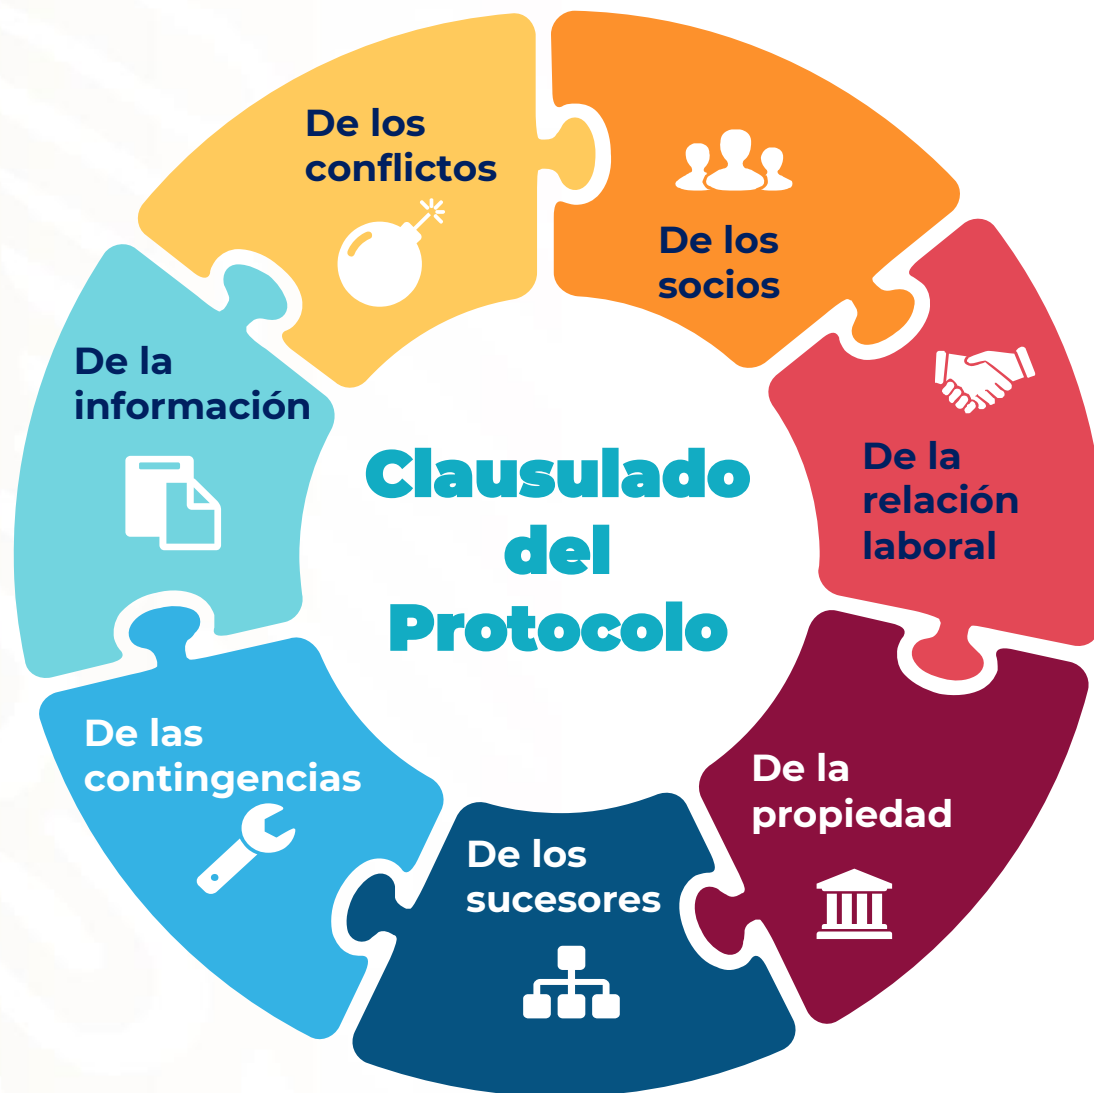 De los
conflictos
De los
socios
De la
información
De la
relación
laboral
Clausulado
del
Protocolo
De las
contingencias
De la
propiedad
De los
sucesores